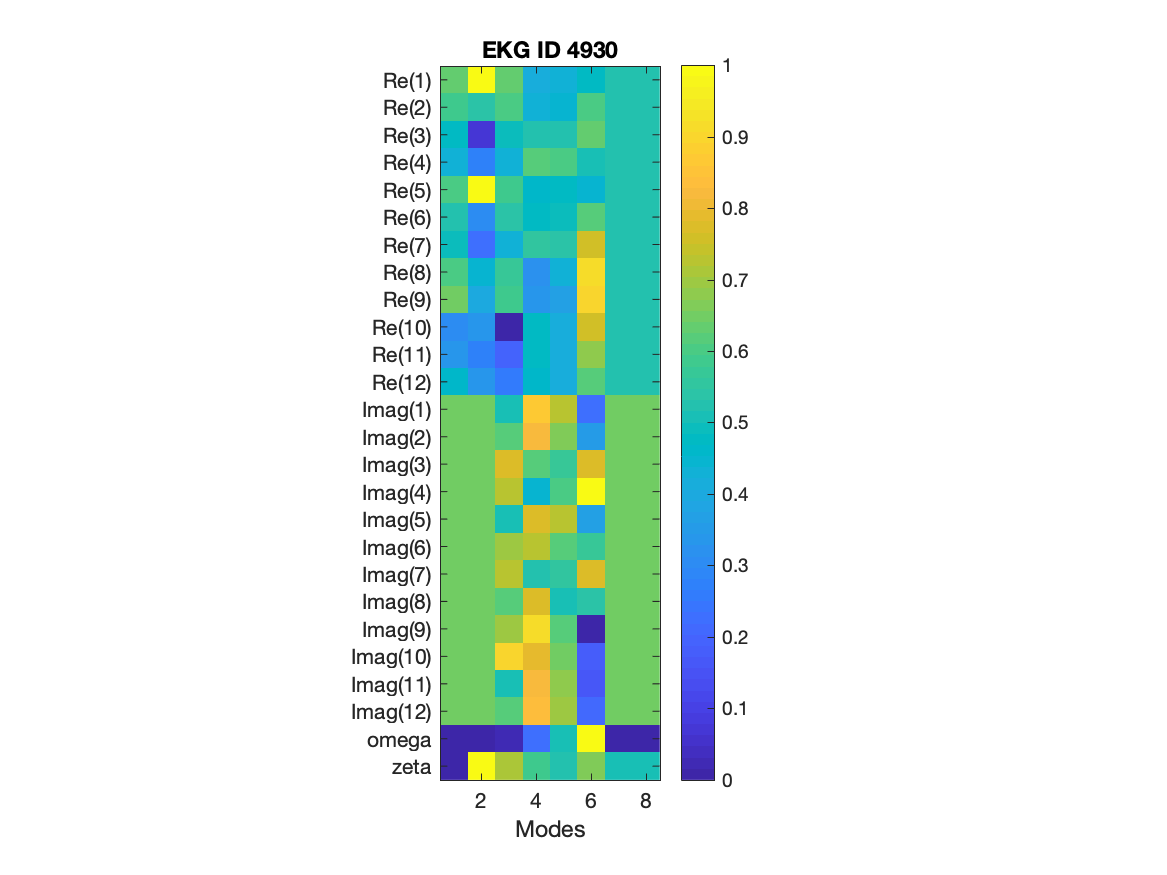 EKG ID 4930
Re(1)
Re(2)
Re(3)
Re(4)
Re(5)
Re(6)
Re(7)
Re(8)
Re(9)
Re(10)
Re(11)
Re(12)
Imag(1)
Imag(2)
Imag(3)
Imag(4)
Imag(5)
Imag(6)
Imag(7)
Imag(8)
Imag(9)
Imag(10)
Imag(11)
Imag(12)
omega
zeta
2 4 6 8
Modes
1
0.9
0.8
0.7
0.6
0.5
0.4
0.3
0.2
0.1
0